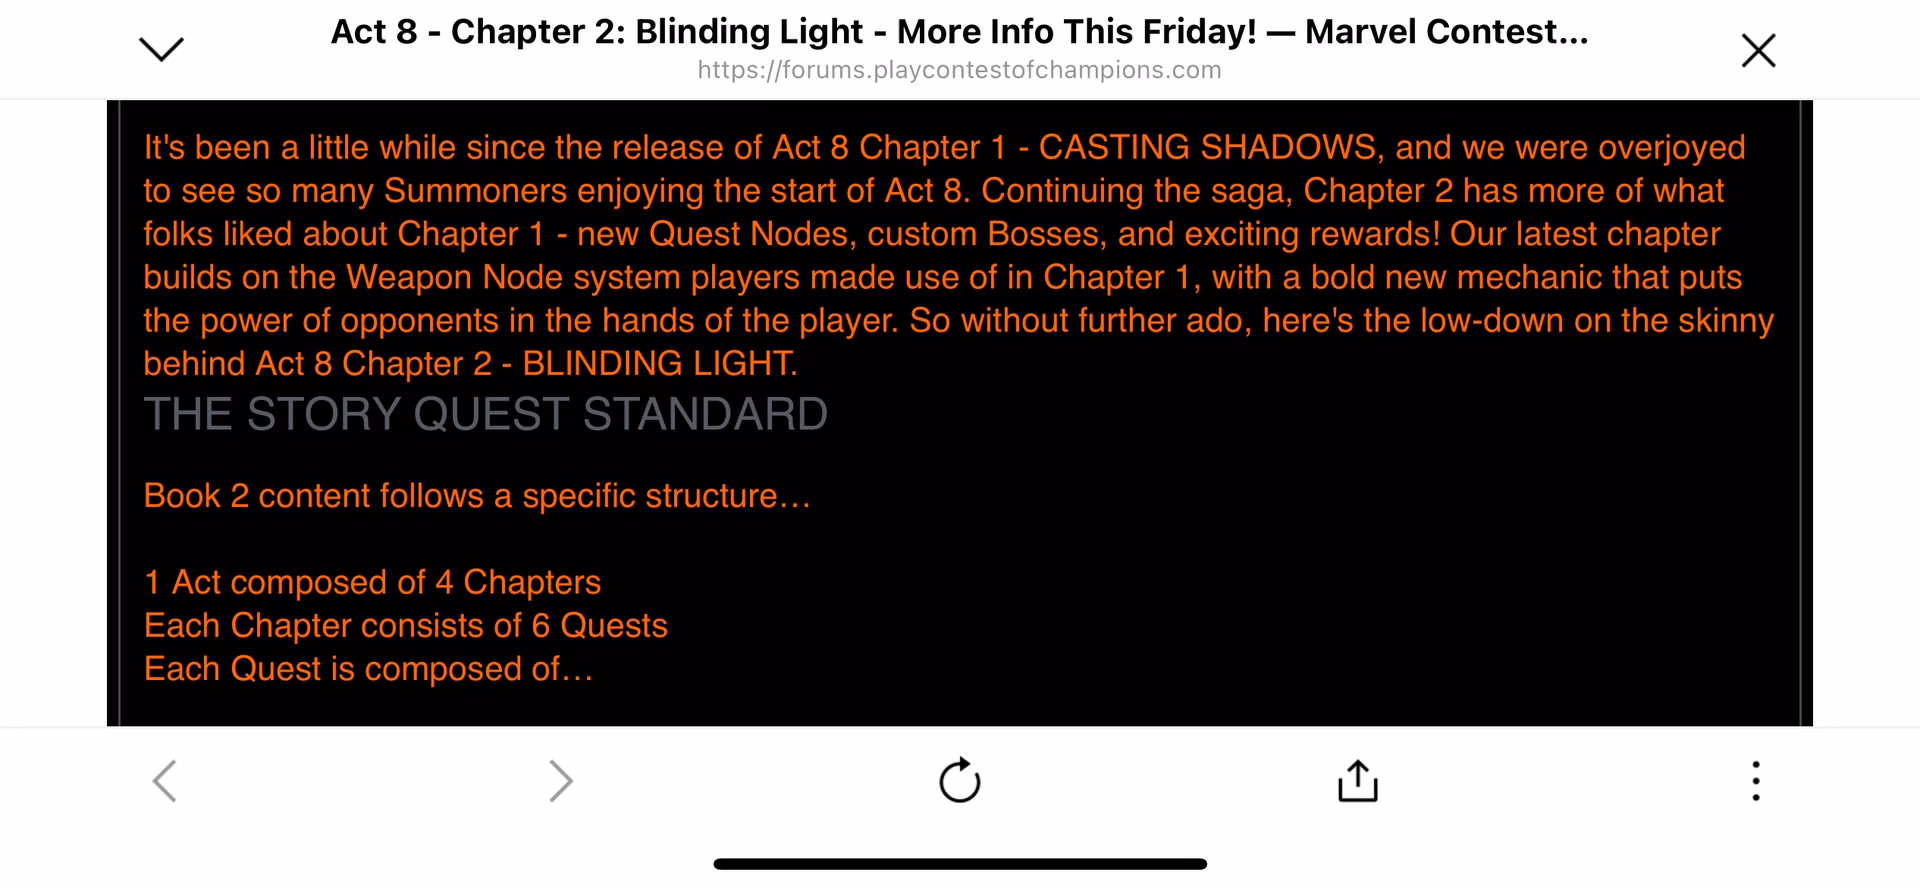 Act 8 - Chapter 2: Blinding Light - More Info This Friday! — Marvel Contest...
https://forums.playcontestofchampions.com
It's been a little while since the release of Act 8 Chapter 1 - CASTING SHADOWS, and we were overjoyed
to see so many Summoners enjoying the start of Act 8. Continuing the saga, Chapter 2 has more of what
folks liked about Chapter 1 - new Quest Nodes, custom Bosses, and exciting rewards! Our latest chapter
builds on the Weapon Node system players made use of in Chapter 1, with a bold new mechanic that puts
the power of opponents in the hands of the player. So without further ado, here's the low-down on the skinny
behind Act 8 Chapter 2 - BLINDING LIGHT.
THE STORY QUEST STANDARD
Book 2 content follows a specific structure…
1 Act composed of 4 Chapters
Each Chapter consists of 6 Quests
Each Quest is composed of…